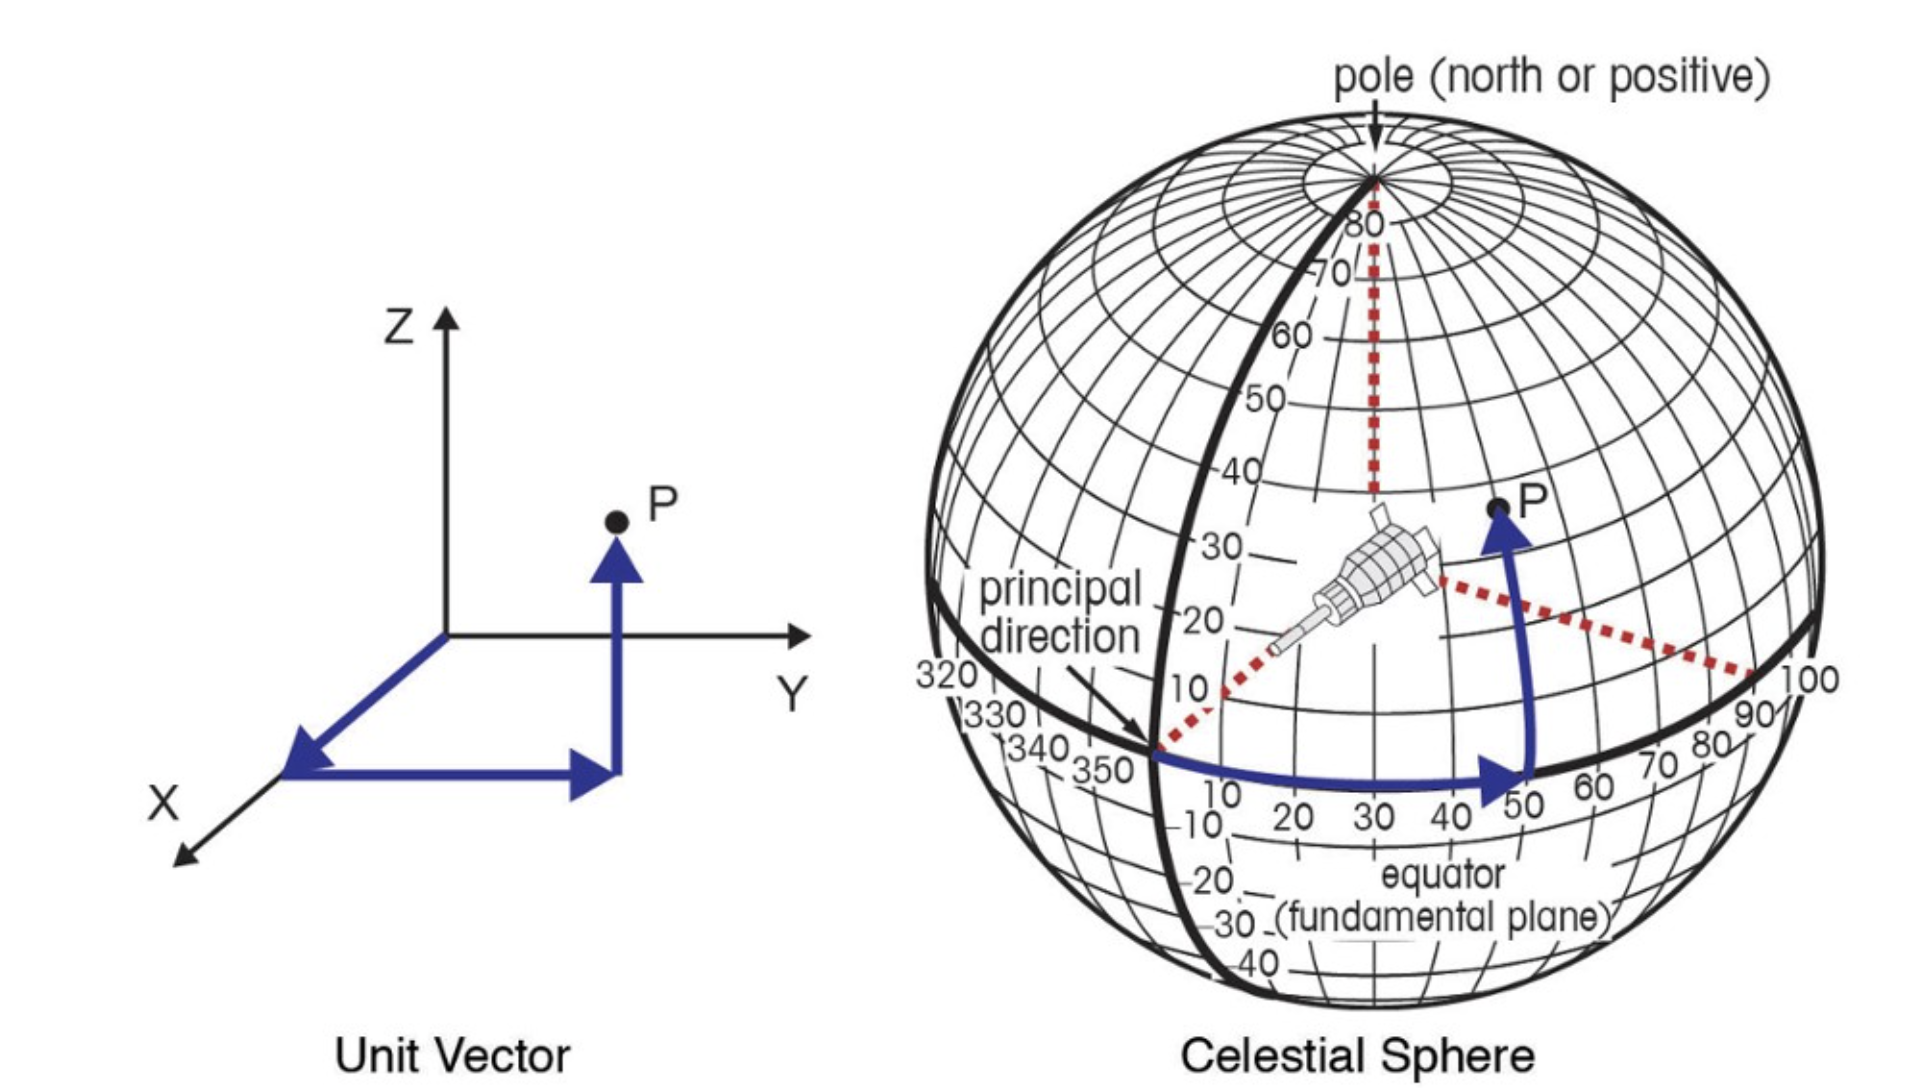 Z
P
Y
X
Unit Vector
pole (north or positive)
80
70
60
50
40
30
20
10
P
principal
direction
320
330
340
350
10
20
30
40
50
60
70
80
90
100
-10
-20
-30
-40
equator
(fundamental plane)
Celestial Sphere